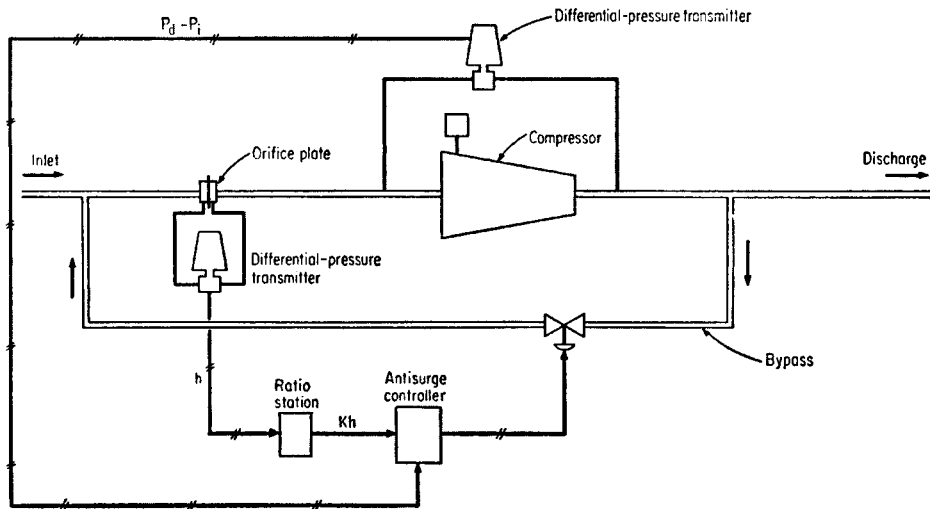 P_d - P_i
Differential-pressure transmitter
Compressor
Orifice plate
Inlet
Discharge
Differential-pressure
transmitter
Bypass
h
Ratio
station
Kh
Antisurge
controller